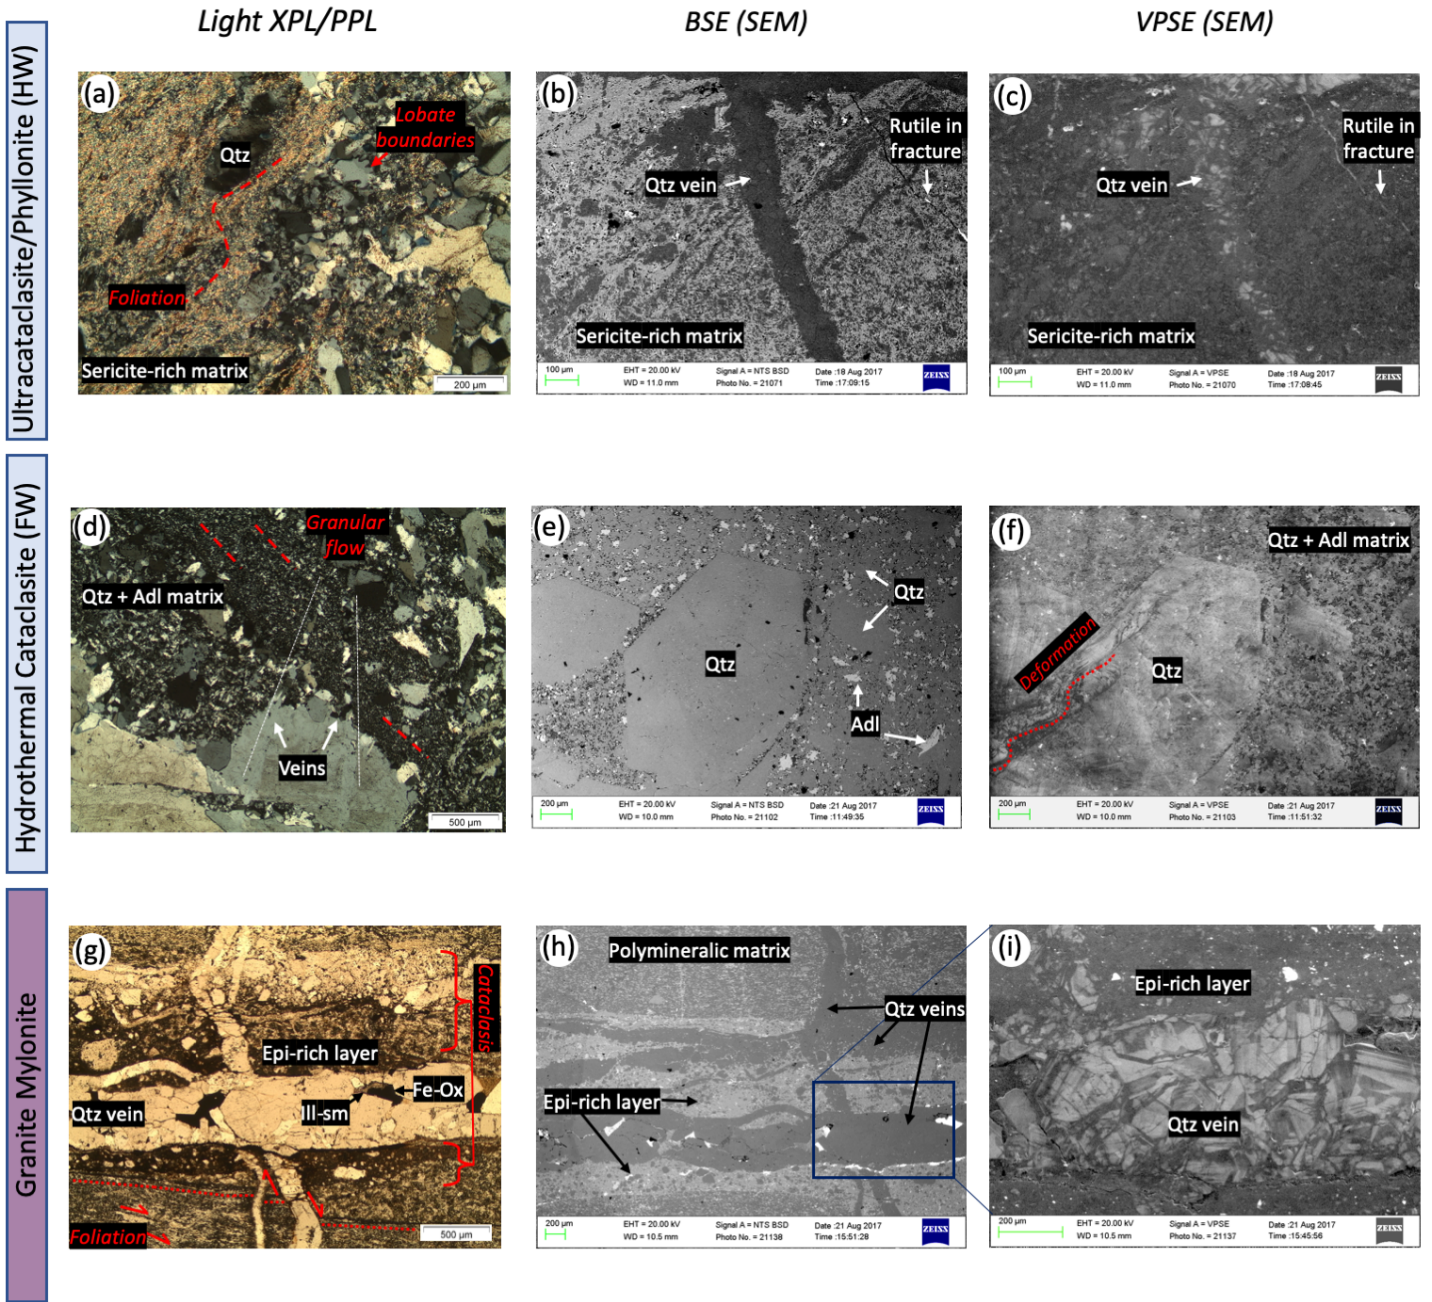 Light XPL/PPL
BSE (SEM)
VPSE (SEM)
Ultracataclasite/Phyllonite (HW)
(a)
Lobate
boundaries
Qtz
Foliation
Sericite-rich matrix
200 µm
(b)
Rutile in
fracture
Qtz vein
Sericite-rich matrix
100 µm
EHT = 20.00 kV
WD = 11.0 mm
Signal A = NTS BSD
Photo No. = 21071
Date :18 Aug 2017
Time :17:09:15
ZEISS
(c)
Rutile in
fracture
Qtz vein
Sericite-rich matrix
100 µm
EHT = 20.00 kV
WD = 11.0 mm
Signal A = VPSE
Photo No. = 21070
Date :18 Aug 2017
Time :17:08:45
ZEISS
Hydrothermal Cataclasite (FW)
(d)
Granular
flow
Qtz + Adl matrix
Veins
500 µm
(e)
Qtz
Qtz
Adl
200 µm
EHT = 20.00 kV
WD = 10.0 mm
Signal A = NTS BSD
Photo No. = 21102
Date :21 Aug 2017
Time :11:49:35
ZEISS
(f)
Qtz + Adl matrix
Deformation
Qtz
200 µm
EHT = 20.00 kV
WD = 10.0 mm
Signal A = VPSE
Photo No. = 21103
Date :21 Aug 2017
Time :11:51:32
ZEISS
Granite Mylonite
(g)
Cataclasis
Epi-rich layer
Fe-Ox
Ill-sm
Qtz vein
Foliation
500 µm
(h)
Polymineralic matrix
Qtz veins
Epi-rich layer
200 µm
EHT = 20.00 kV
WD = 10.5 mm
Signal A = NTS BSD
Photo No. = 21138
Date :21 Aug 2017
Time :15:51:28
ZEISS
(i)
Epi-rich layer
Qtz vein
200 µm
EHT = 20.00 kV
WD = 10.5 mm
Signal A = VPSE
Photo No. = 21137
Date :21 Aug 2017
Time :15:45:56
ZEISS